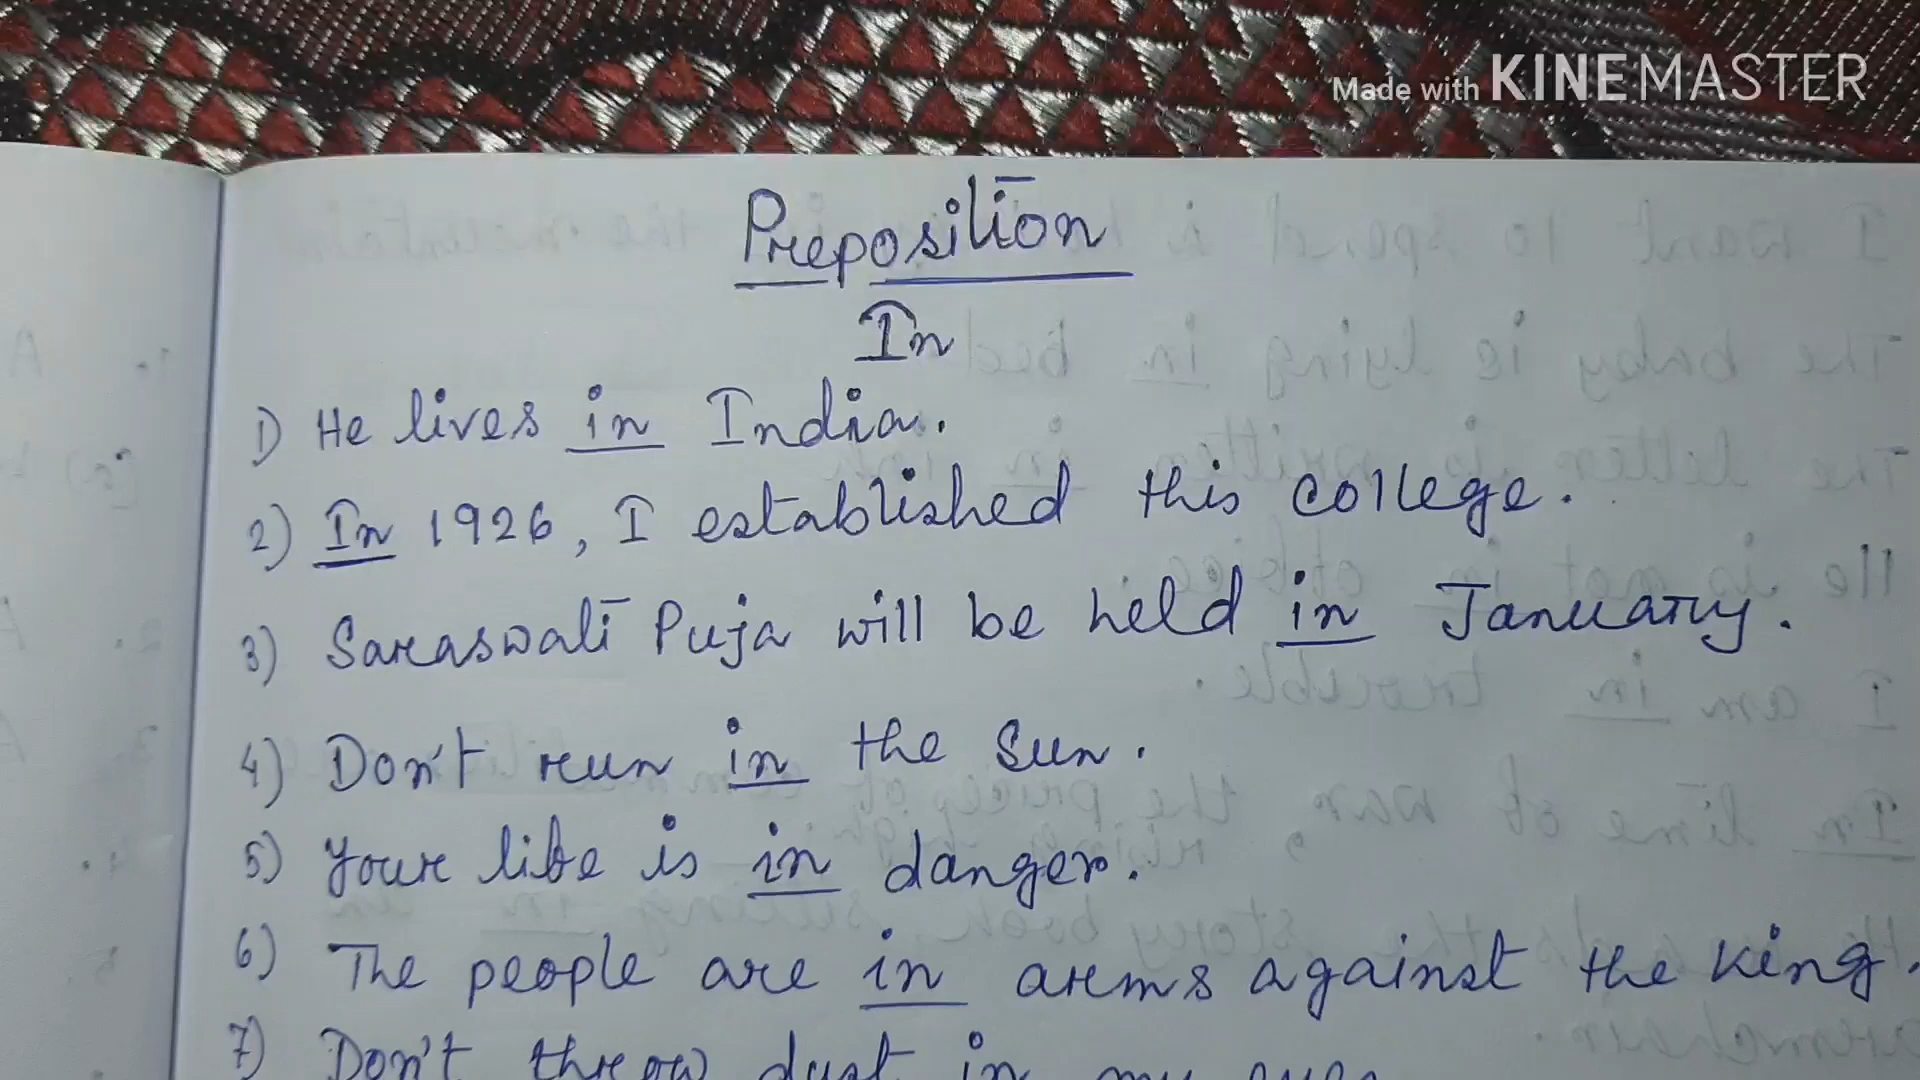 Made with KINEMASTER
Preposition
In
1) He lives in India.
2) In 1926, I established this college.
3) Saraswati Puja will be held in January.
4) Don't run in the sun.
5) Your life is in danger.
6) The people are in arms against the king.
7) Don't throw dust in my eyes